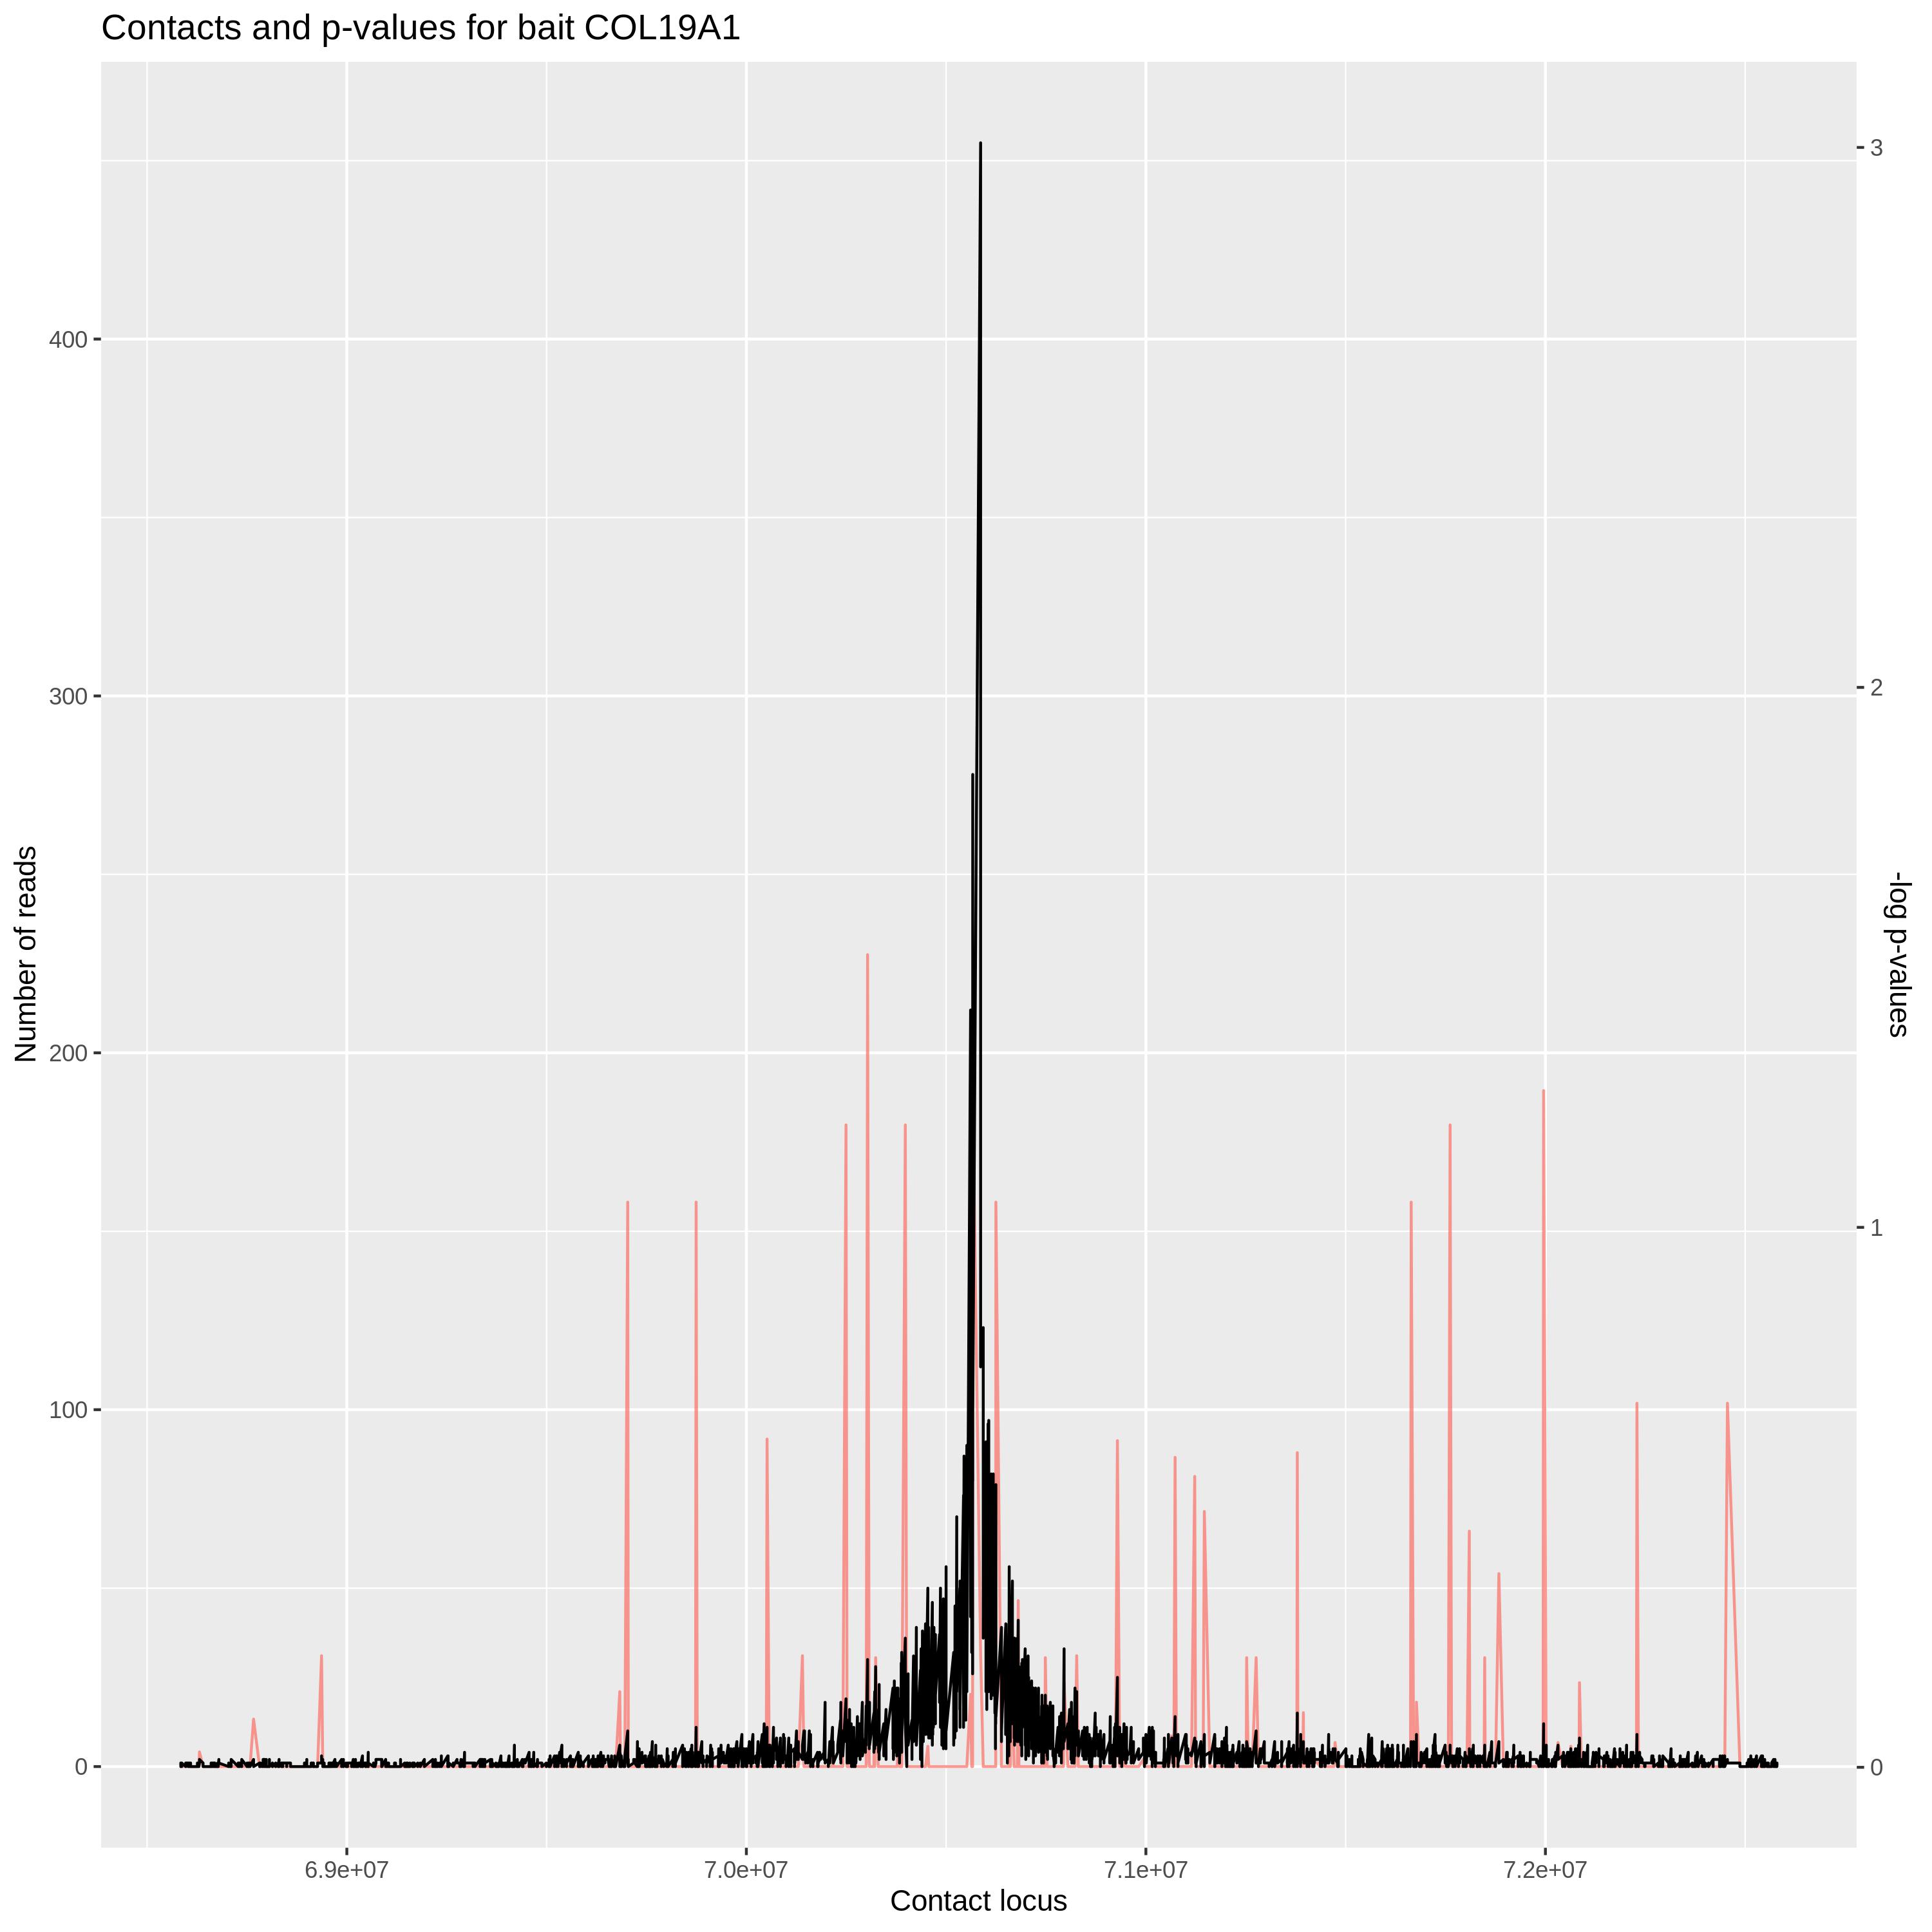 Contacts and p-values for bait COL19A1
Number of reads
400
300
200
100
0
3
2
1
0
-log p-values
6.9e+07 7.0e+07 7.1e+07 7.2e+07
Contact locus